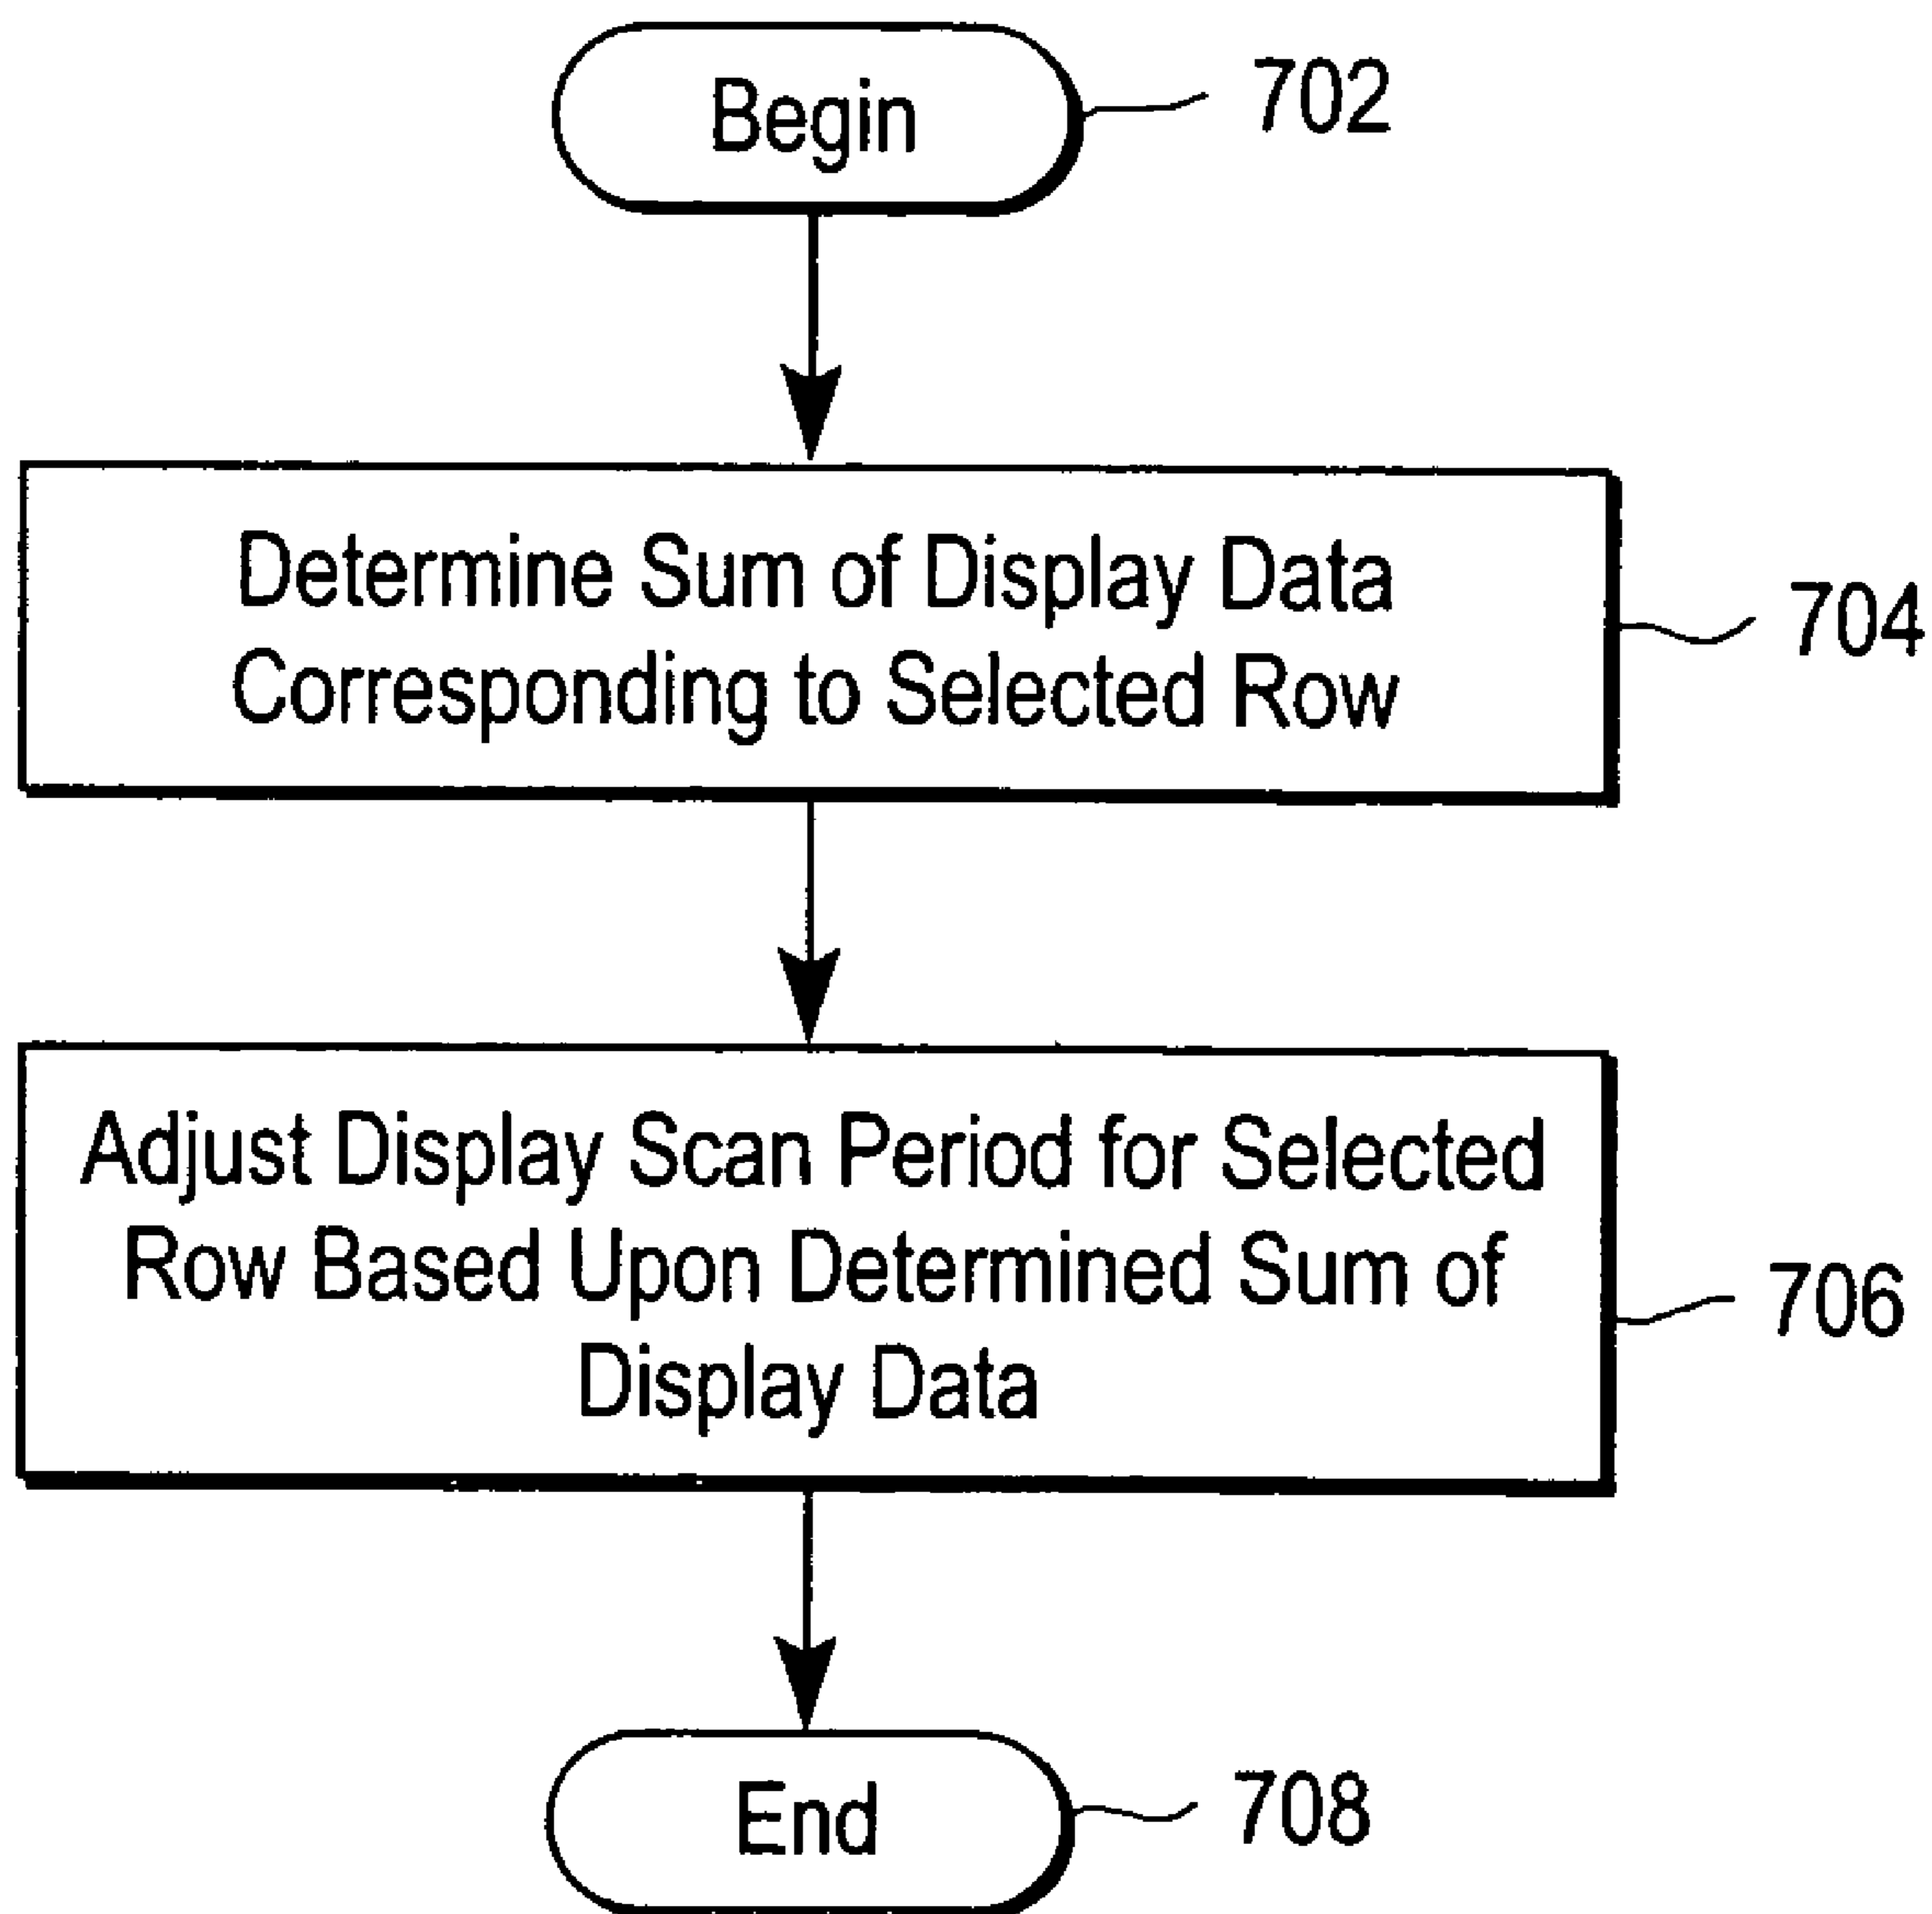 Begin
702
Determine Sum of Display Data
Corresponding to Selected Row
704
Adjust Display Scan Period for Selected
Row Based Upon Determined Sum of
Display Data
706
End
708